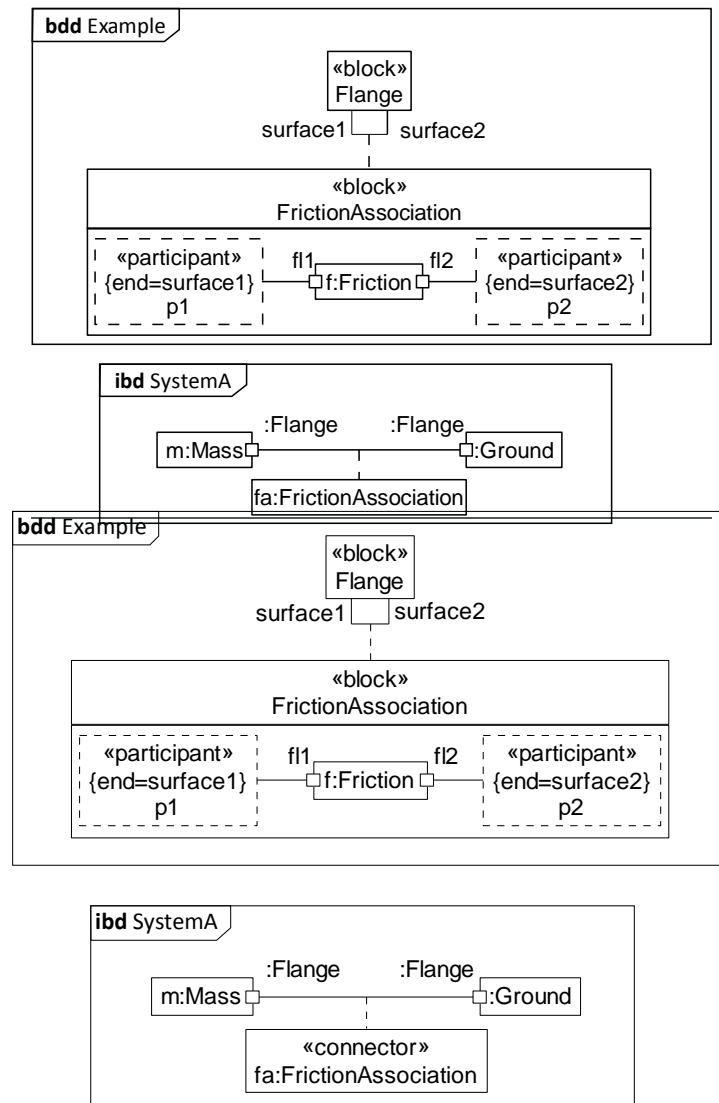 bdd Example
«block»
Flange
surface1 surface2
«block»
FrictionAssociation
«participant» fl1 fl2 «participant»
{end=surface1} f:Friction {end=surface2}
p1 p2
ibd SystemA
:Flange :Flange
m:Mass :Ground
fa:FrictionAssociation
bdd Example
«block»
Flange
surface1 surface2
«block»
FrictionAssociation
«participant» fl1 fl2 «participant»
{end=surface1} f:Friction {end=surface2}
p1 p2
ibd SystemA
:Flange :Flange
m:Mass :Ground
«connector»
fa:FrictionAssociation